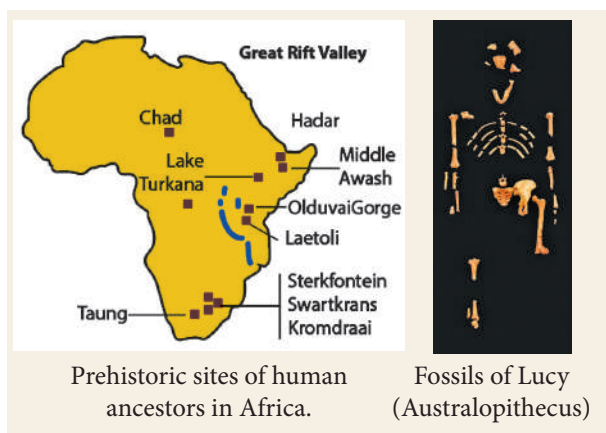 Great Rift Valley
Chad
Hadar
Lake
Turkana
Middle
Awash
OlduvaiGorge
Laetoli
Sterkfontein
Swartkrans
Kromdraai
Taung
Prehistoric sites of human
ancestors in Africa.
Fossils of Lucy
(Australopithecus)